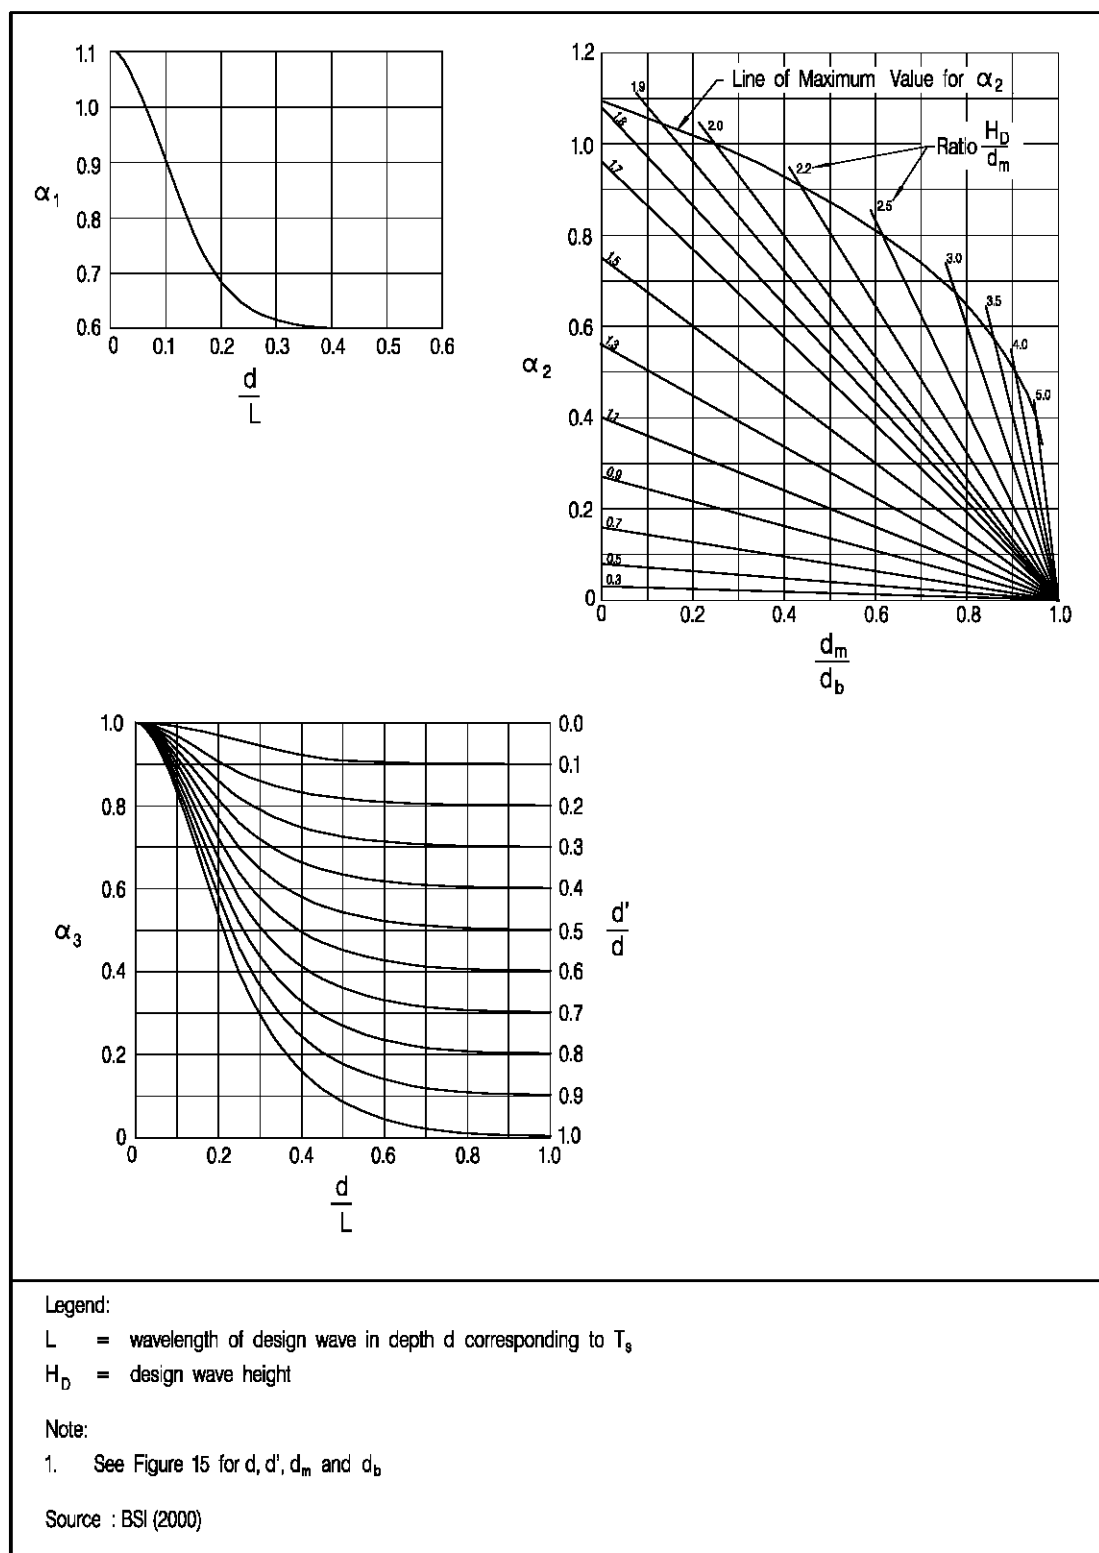 1.1
1.0
0.9
α1
0.8
0.7
0.6
0 0.1 0.2 0.3 0.4 0.5 0.6
d
L
1.2
1.9
Line of Maximum Value for α2
1.8
2.0
1.0
Ratio HD
dm
1.7
2.2
2.5
0.8
1.5
3.0
3.5
0.6
1.3
4.0
α2
5.0
0.4
1.1
0.9
0.2
0.7
0.5
0.3
0
0 0.2 0.4 0.6 0.8 1.0
dm
db
1.0
0.8
0.6
α3
0.4
0.2
0
0 0.2 0.4 0.6 0.8 1.0
d
L
0.0
0.1
0.2
0.3
0.4
d'
d
0.5
0.6
0.7
0.8
0.9
1.0
Legend:
L = wavelength of design wave in depth d corresponding to Ts
HD = design wave height
Note:
1. See Figure 15 for d, d', dm and db
Source : BSI (2000)